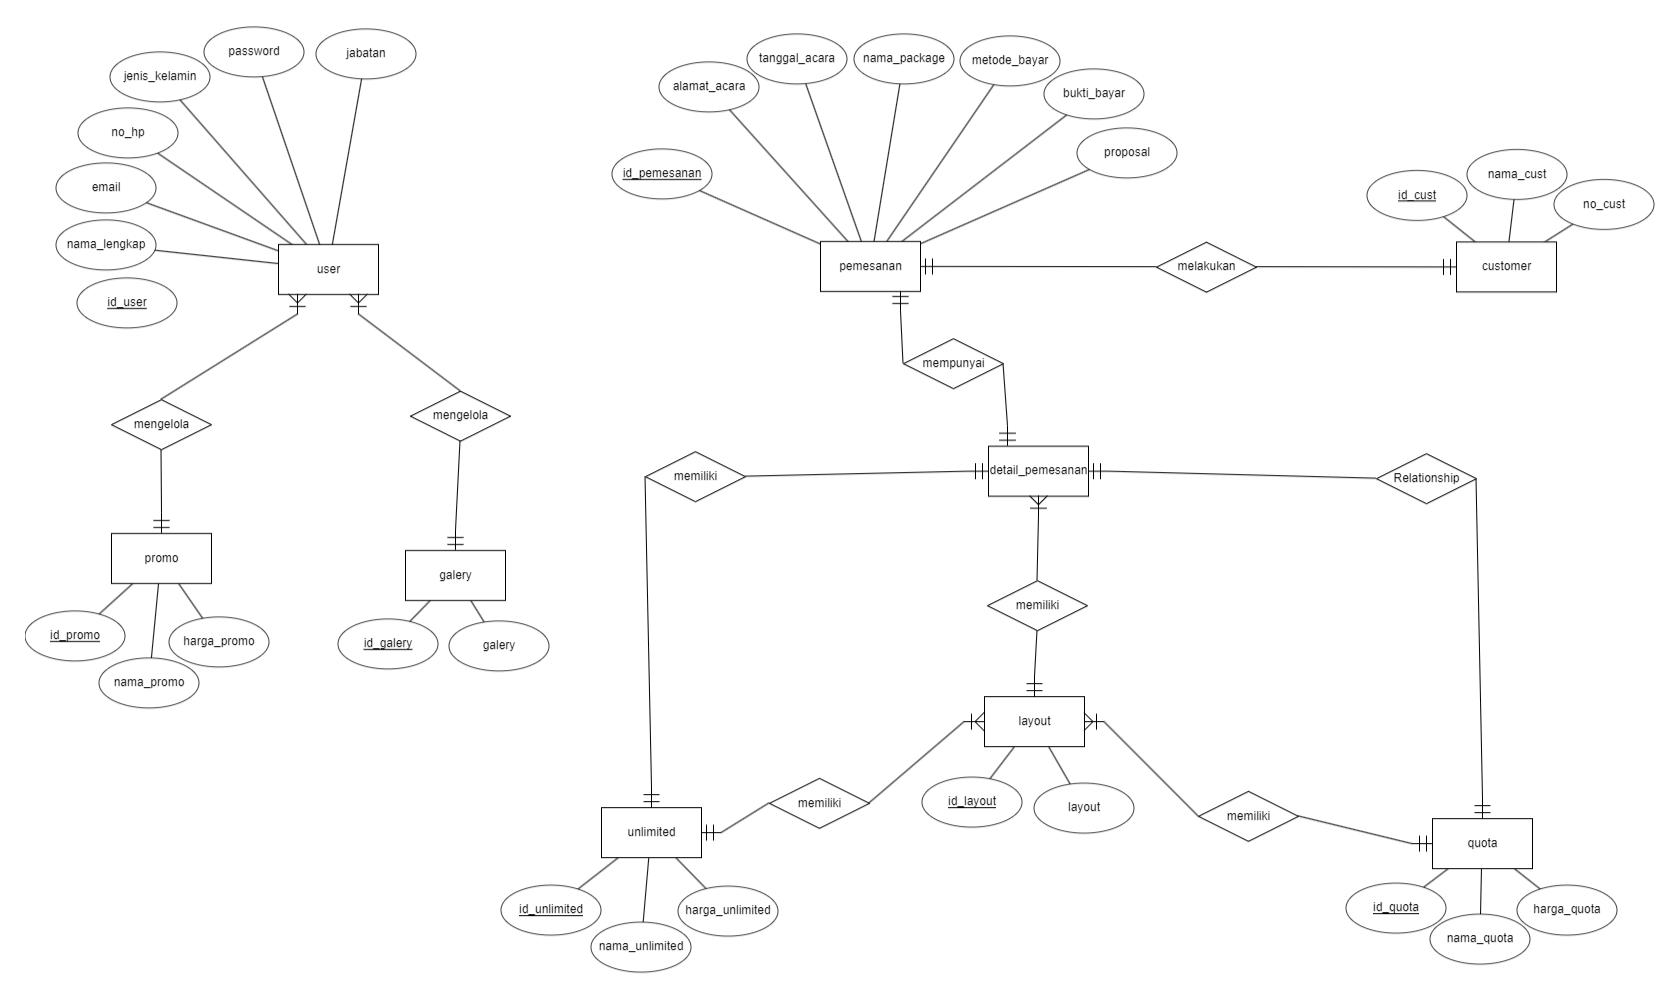 password
jabatan
jenis_kelamin
no_hp
email
nama_lengkap
id_user
user
mengelola
mengelola
promo
galery
id_promo
nama_promo
harga_promo
id_galery
galery
alamat_acara
tanggal_acara
nama_package
metode_bayar
bukti_bayar
proposal
id_pemesanan
pemesanan
melakukan
id_cust
nama_cust
no_cust
customer
mempunyai
memiliki
detail_pemesanan
Relationship
memiliki
layout
id_layout
layout
memiliki
memiliki
unlimited
id_unlimited
nama_unlimited
harga_unlimited
quota
id_quota
nama_quota
harga_quota